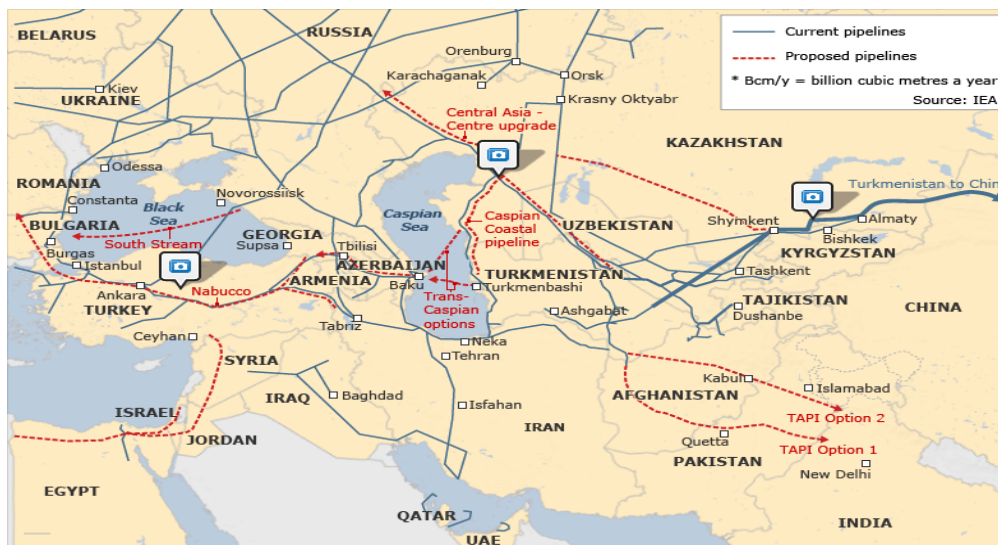 BELARUS
RUSSIA
Current pipelines
Proposed pipelines
* Bcm/y = billion cubic metres a year
Source: IEA
Orenburg
Karachaganak
Orsk
Kiev
UKRAINE
Krasny Oktyabr
Central Asia -
Centre upgrade
KAZAKHSTAN
Odessa
ROMANIA
Constanta
Novorossiisk
Turkmenistan to China
Black
Sea
Caspian
Sea
BULGARIA
South Stream
GEORGIA
Supsa
Tbilisi
Caspian
Coastal
pipeline
UZBEKISTAN
Shymkent
Almaty
Bishkek
KYRGYZSTAN
Burgas
Istanbul
AZERBAIJAN
ARMENIA
Baku
TURKMENISTAN
Turkmenbashi
Tashkent
Ankara
Nabucco
TURKEY
Trans-
Caspian
options
TAJIKISTAN
Dushanbe
CHINA
Tabriz
Ashgabat
Ceyhan
Neka
Tehran
SYRIA
Kabul
Islamabad
IRAQ
Baghdad
AFGHANISTAN
Isfahan
ISRAEL
TAPI Option 2
JORDAN
IRAN
Quetta
TAPI Option 1
PAKISTAN
New Delhi
EGYPT
QATAR
INDIA
UAE